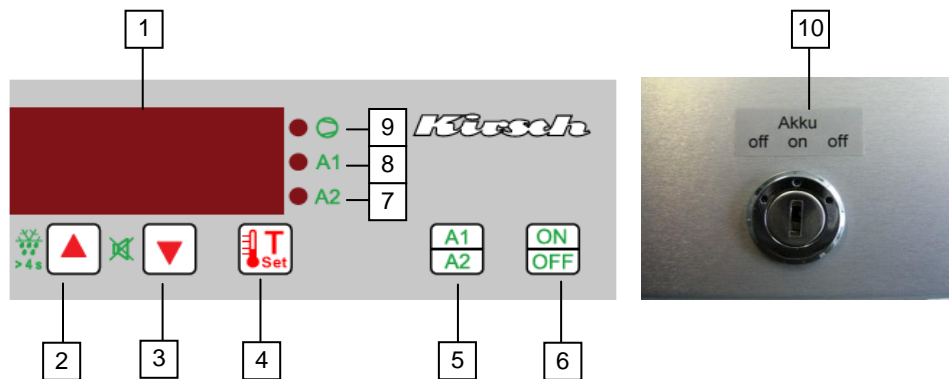 1
10
Kirsch
9
8
A1
7
A2
Akku
off on off
>4s
T
Set
A1
A2
ON
OFF
2
3
4
5
6